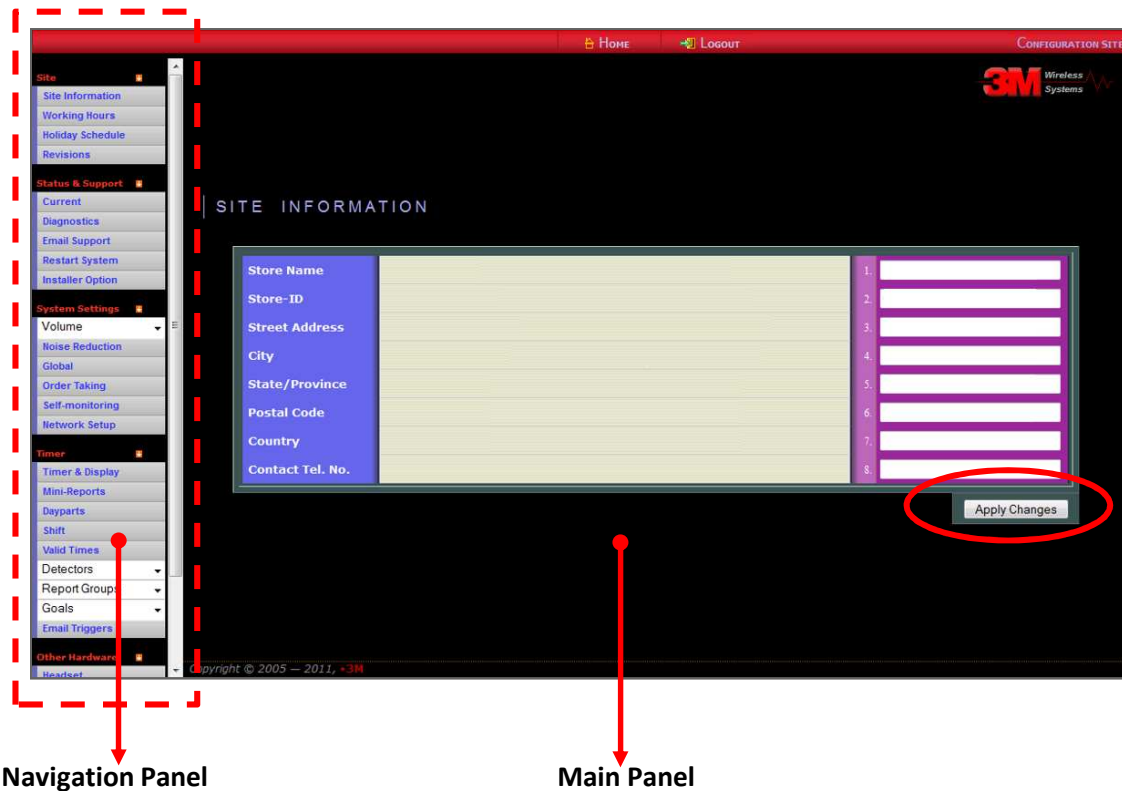 HOME LOGOUT CONFIGURATION SITE
3M Wireless Systems
Site
Site Information
Working Hours
Holiday Schedule
Revisions
Status & Support
Current
Diagnostics
Email Support
Restart System
Installer Option
System Settings
Volume
Noise Reduction
Global
Order Taking
Self-monitoring
Network Setup
Timer
Timer & Display
Mini-Reports
Dayparts
Shift
Valid Times
Detectors
Report Groups
Goals
Email Triggers
Other Hardware
Headset
SITE INFORMATION
Store Name 1.
Store-ID 2.
Street Address 3.
City 4.
State/Province 5.
Postal Code 6.
Country 7.
Contact Tel. No. 8.
Apply Changes
Copyright © 2005 — 2011, 3M
Navigation Panel Main Panel